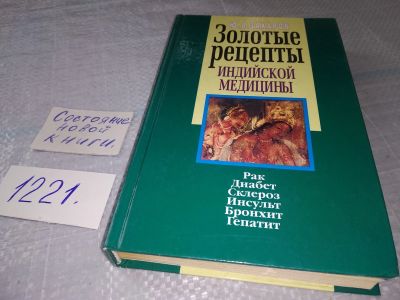 Состояние
новой
книги.
1221.
Золотые
рецепты
ИНДИЙСКОЙ
МЕДИЦИНЫ
Рак
Диабет
Склероз
Инсульт
Бронхит
Гепатит